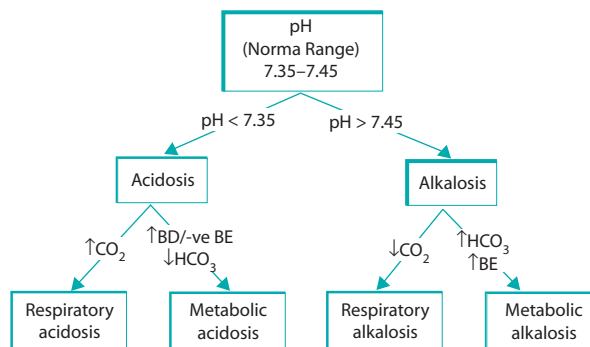 pH
(Norma Range)
7.35–7.45
pH < 7.35
pH > 7.45
Acidosis
Alkalosis
↑CO₂
↑BD/-ve BE
↓HCO₃
↓CO₂
↑HCO₃
↑BE
Respiratory
acidosis
Metabolic
acidosis
Respiratory
alkalosis
Metabolic
alkalosis